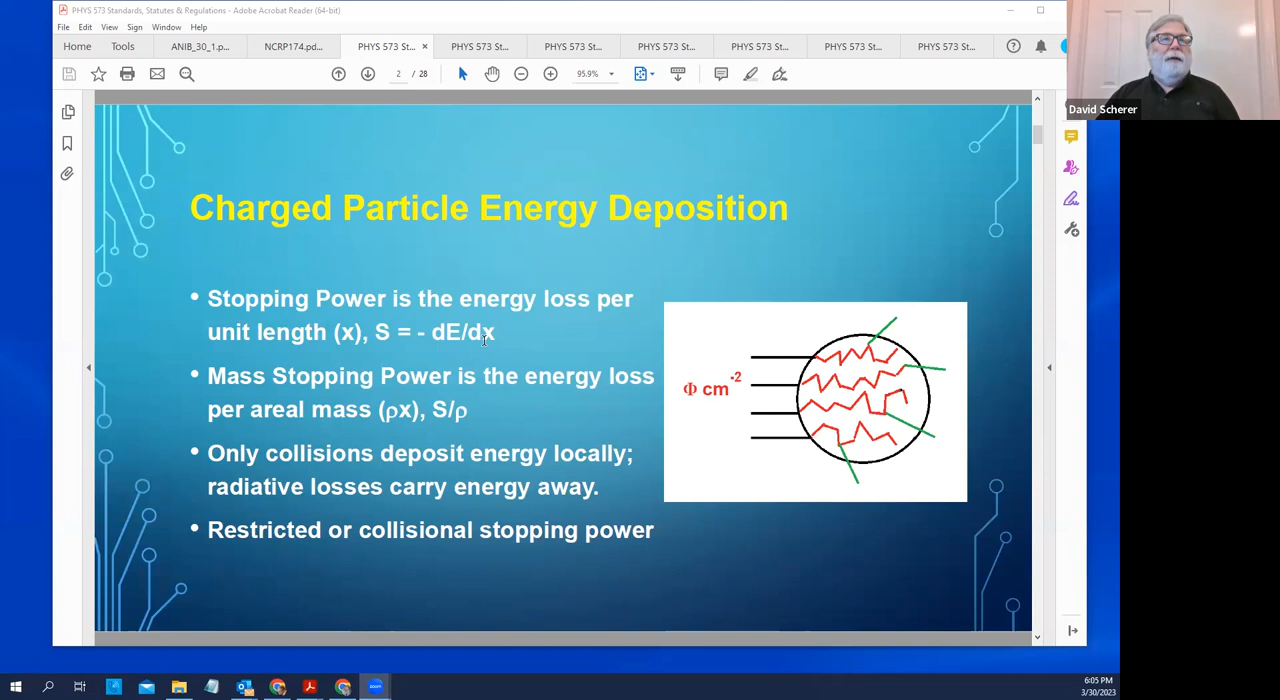 PHYS 573 Standards, Statutes & Regulations - Adobe Acrobat Reader (64-bit)
File Edit View Sign Window Help
Home Tools ANIB_30_1.p... NCRP174.pd... PHYS 573 St... × PHYS 573 St... PHYS 573 St... PHYS 573 St... PHYS 573 St... PHYS 573 St... PHYS 573 St...
2 / 28 95.9%
David Scherer
Charged Particle Energy Deposition
• Stopping Power is the energy loss per
unit length (x), S = - dE/dx
• Mass Stopping Power is the energy loss
per areal mass (ρx), S/ρ
• Only collisions deposit energy locally;
radiative losses carry energy away.
• Restricted or collisional stopping power
Φ cm⁻²
6:05 PM
3/30/2023